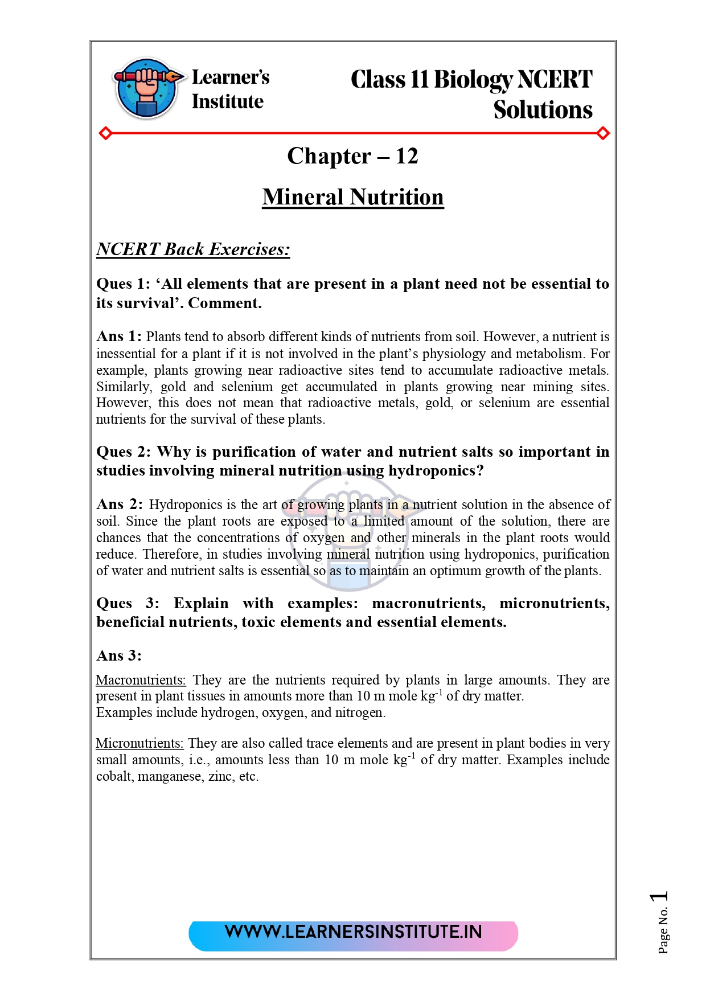 Learner's
Institute
Class 11 Biology NCERT
Solutions
Chapter – 12
Mineral Nutrition
NCERT Back Exercises:
Ques 1: ‘All elements that are present in a plant need not be essential to
its survival’. Comment.
Ans 1: Plants tend to absorb different kinds of nutrients from soil. However, a nutrient is
inessential for a plant if it is not involved in the plant’s physiology and metabolism. For
example, plants growing near radioactive sites tend to accumulate radioactive metals.
Similarly, gold and selenium get accumulated in plants growing near mining sites.
However, this does not mean that radioactive metals, gold, or selenium are essential
nutrients for the survival of these plants.
Ques 2: Why is purification of water and nutrient salts so important in
studies involving mineral nutrition using hydroponics?
Ans 2: Hydroponics is the art of growing plants in a nutrient solution in the absence of
soil. Since the plant roots are exposed to a limited amount of the solution, there are
chances that the concentrations of oxygen and other minerals in the plant roots would
reduce. Therefore, in studies involving mineral nutrition using hydroponics, purification
of water and nutrient salts is essential so as to maintain an optimum growth of the plants.
Ques 3: Explain with examples: macronutrients, micronutrients,
beneficial nutrients, toxic elements and essential elements.
Ans 3:
Macronutrients: They are the nutrients required by plants in large amounts. They are
present in plant tissues in amounts more than 10 m mole kg⁻¹ of dry matter.
Examples include hydrogen, oxygen, and nitrogen.
Micronutrients: They are also called trace elements and are present in plant bodies in very
small amounts, i.e., amounts less than 10 m mole kg⁻¹ of dry matter. Examples include
cobalt, manganese, zinc, etc.
WWW.LEARNERSINSTITUTE.IN
Page No. 1